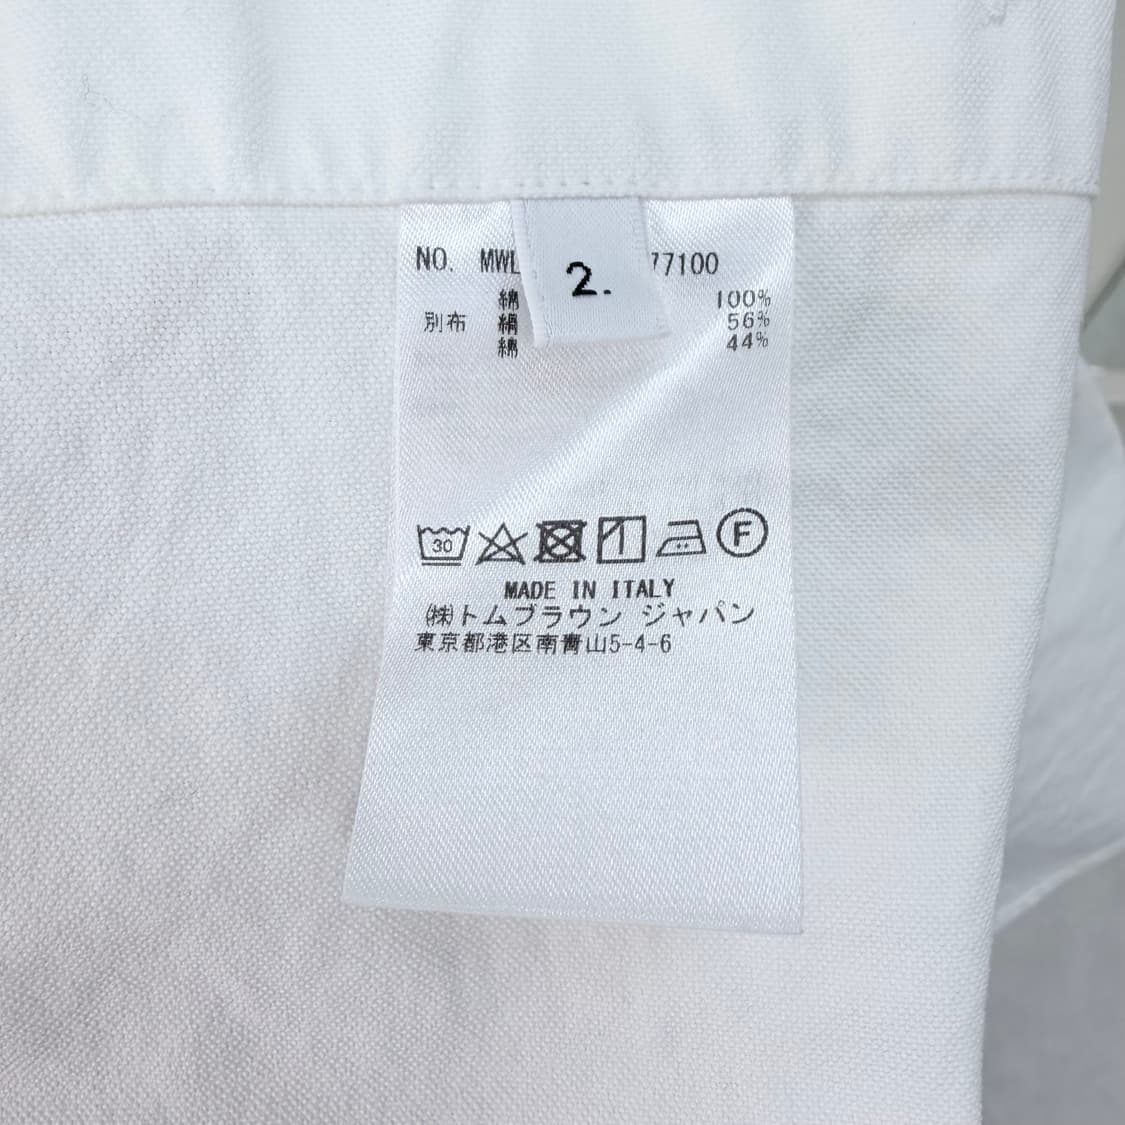 NO. MWL 77100
2.
綿 100%
別布 絹 56%
綿 44%
30 F
MADE IN ITALY
㈱トムブラウン ジャパン
東京都港区南青山5-4-6